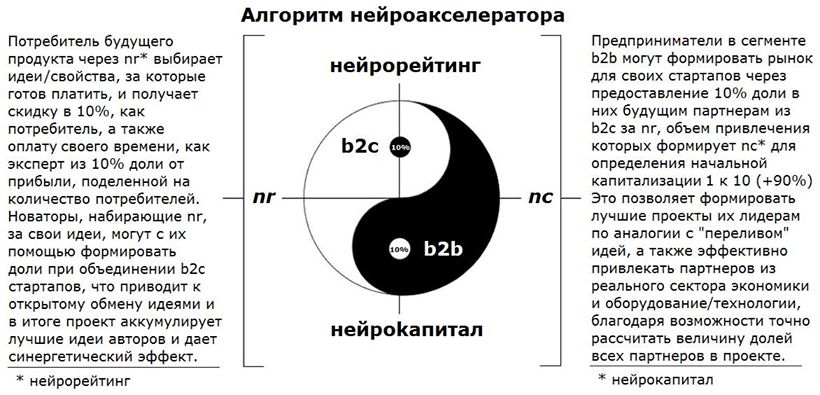 Алгоритм нейроакселератора
Потребитель будущего
продукта через nr* выбирает
идеи/свойства, за которые
готов платить, и получает
скидку в 10%, как
потребитель, а также
оплату своего времени, как
эксперт из 10% доли от
прибыли, поделенной на
количество потребителей.
Новаторы, набирающие nr,
за свои идеи, могут с их
помощью формировать
доли при объединении b2c
стартапов, что приводит к
открытому обмену идеями и
в итоге проект аккумулирует
лучшие идеи авторов и дает
синергетический эффект.
* нейрорейтинг
нейрорейтинг
b2c
10%
nr
nc
10%
b2b
нейроkапитал
Предприниматели в сегменте
b2b могут формировать рынок
для своих стартапов через
предоставление 10% доли в
них будущим партнерам из
b2c за nr, объем привлечения
которых формирует nc* для
определения начальной
капитализации 1 к 10 (+90%)
Это позволяет формировать
лучшие проекты их лидерам
по аналогии с "переливом"
идей, а также эффективно
привлекать партнеров из
реального сектора экономики
и оборудование/технологии,
благодаря возможности точно
рассчитать величину долей
всех партнеров в проекте.
* нейрокапитал